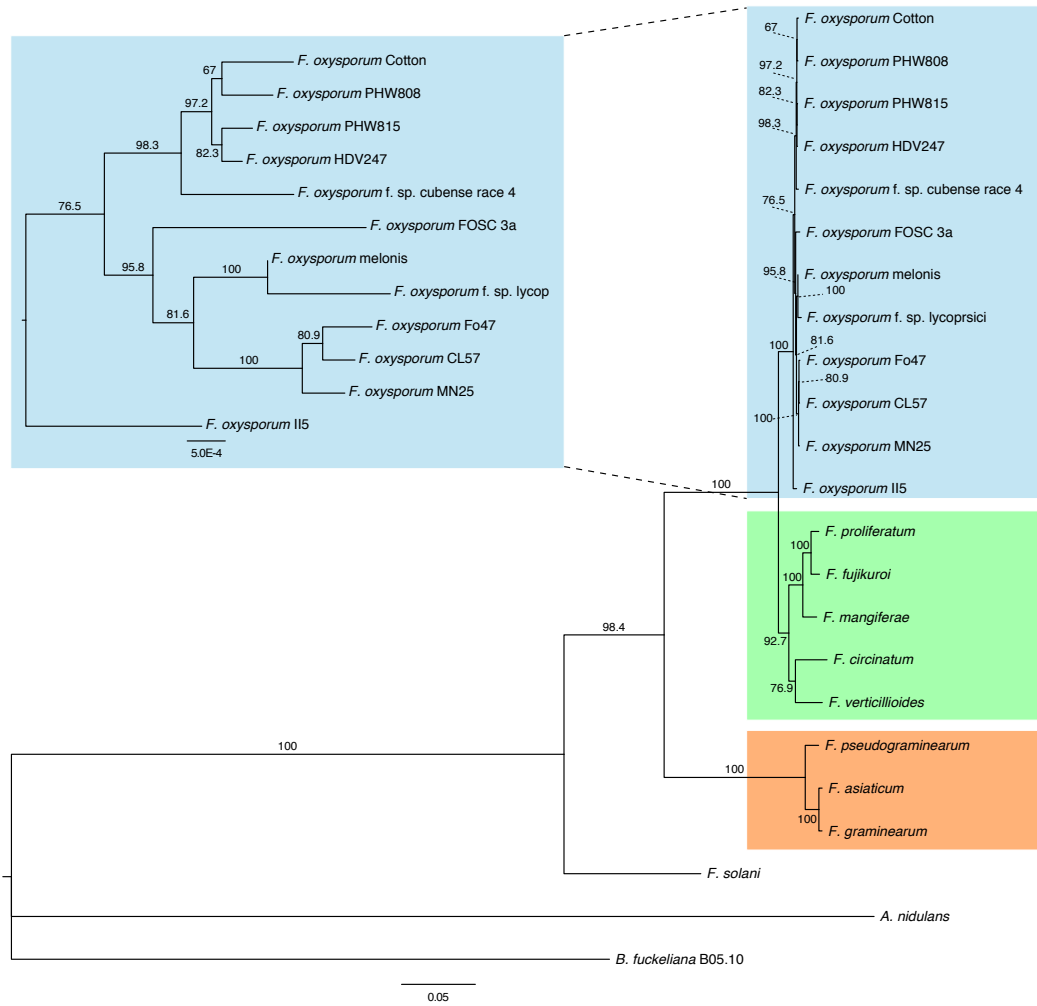 F. oxysporum Cotton
67
F. oxysporum PHW808
97.2
F. oxysporum PHW815
82.3
F. oxysporum HDV247
98.3
F. oxysporum f. sp. cubense race 4
76.5
F. oxysporum FOSC 3a
95.8
F. oxysporum melonis
100
F. oxysporum f. sp. lycop
81.6
F. oxysporum Fo47
80.9
F. oxysporum CL57
100
F. oxysporum MN25
F. oxysporum II5
5.0E-4
F. oxysporum Cotton
67
F. oxysporum PHW808
97.2
82.3
F. oxysporum PHW815
98.3
F. oxysporum HDV247
F. oxysporum f. sp. cubense race 4
76.5
F. oxysporum FOSC 3a
95.8
F. oxysporum melonis
100
F. oxysporum f. sp. lycoprsici
81.6
100
F. oxysporum Fo47
80.9
F. oxysporum CL57
100
F. oxysporum MN25
F. oxysporum II5
100
F. proliferatum
100
F. fujikuroi
100
F. mangiferae
92.7
F. circinatum
76.9
F. verticillioides
98.4
F. pseudograminearum
100
F. asiaticum
100
F. graminearum
100
F. solani
A. nidulans
B. fuckeliana B05.10
0.05